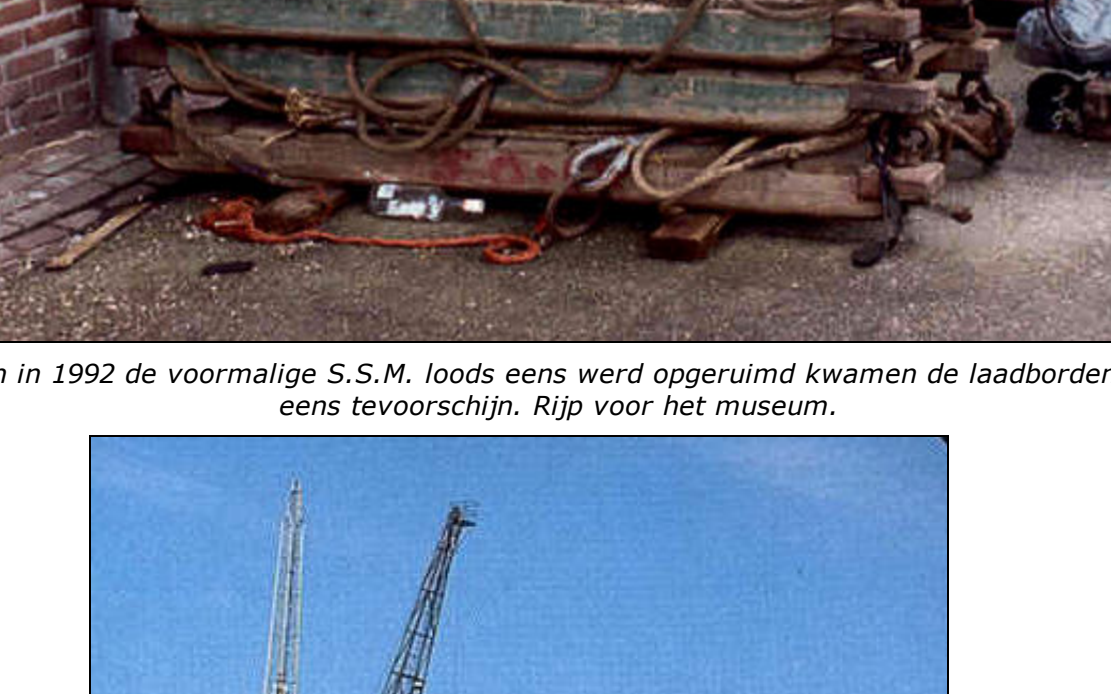 in 1992 de voormalige S.S.M. loods eens werd opgeruimd kwamen de laadborden
eens tevoorschijn. Rijp voor het museum.